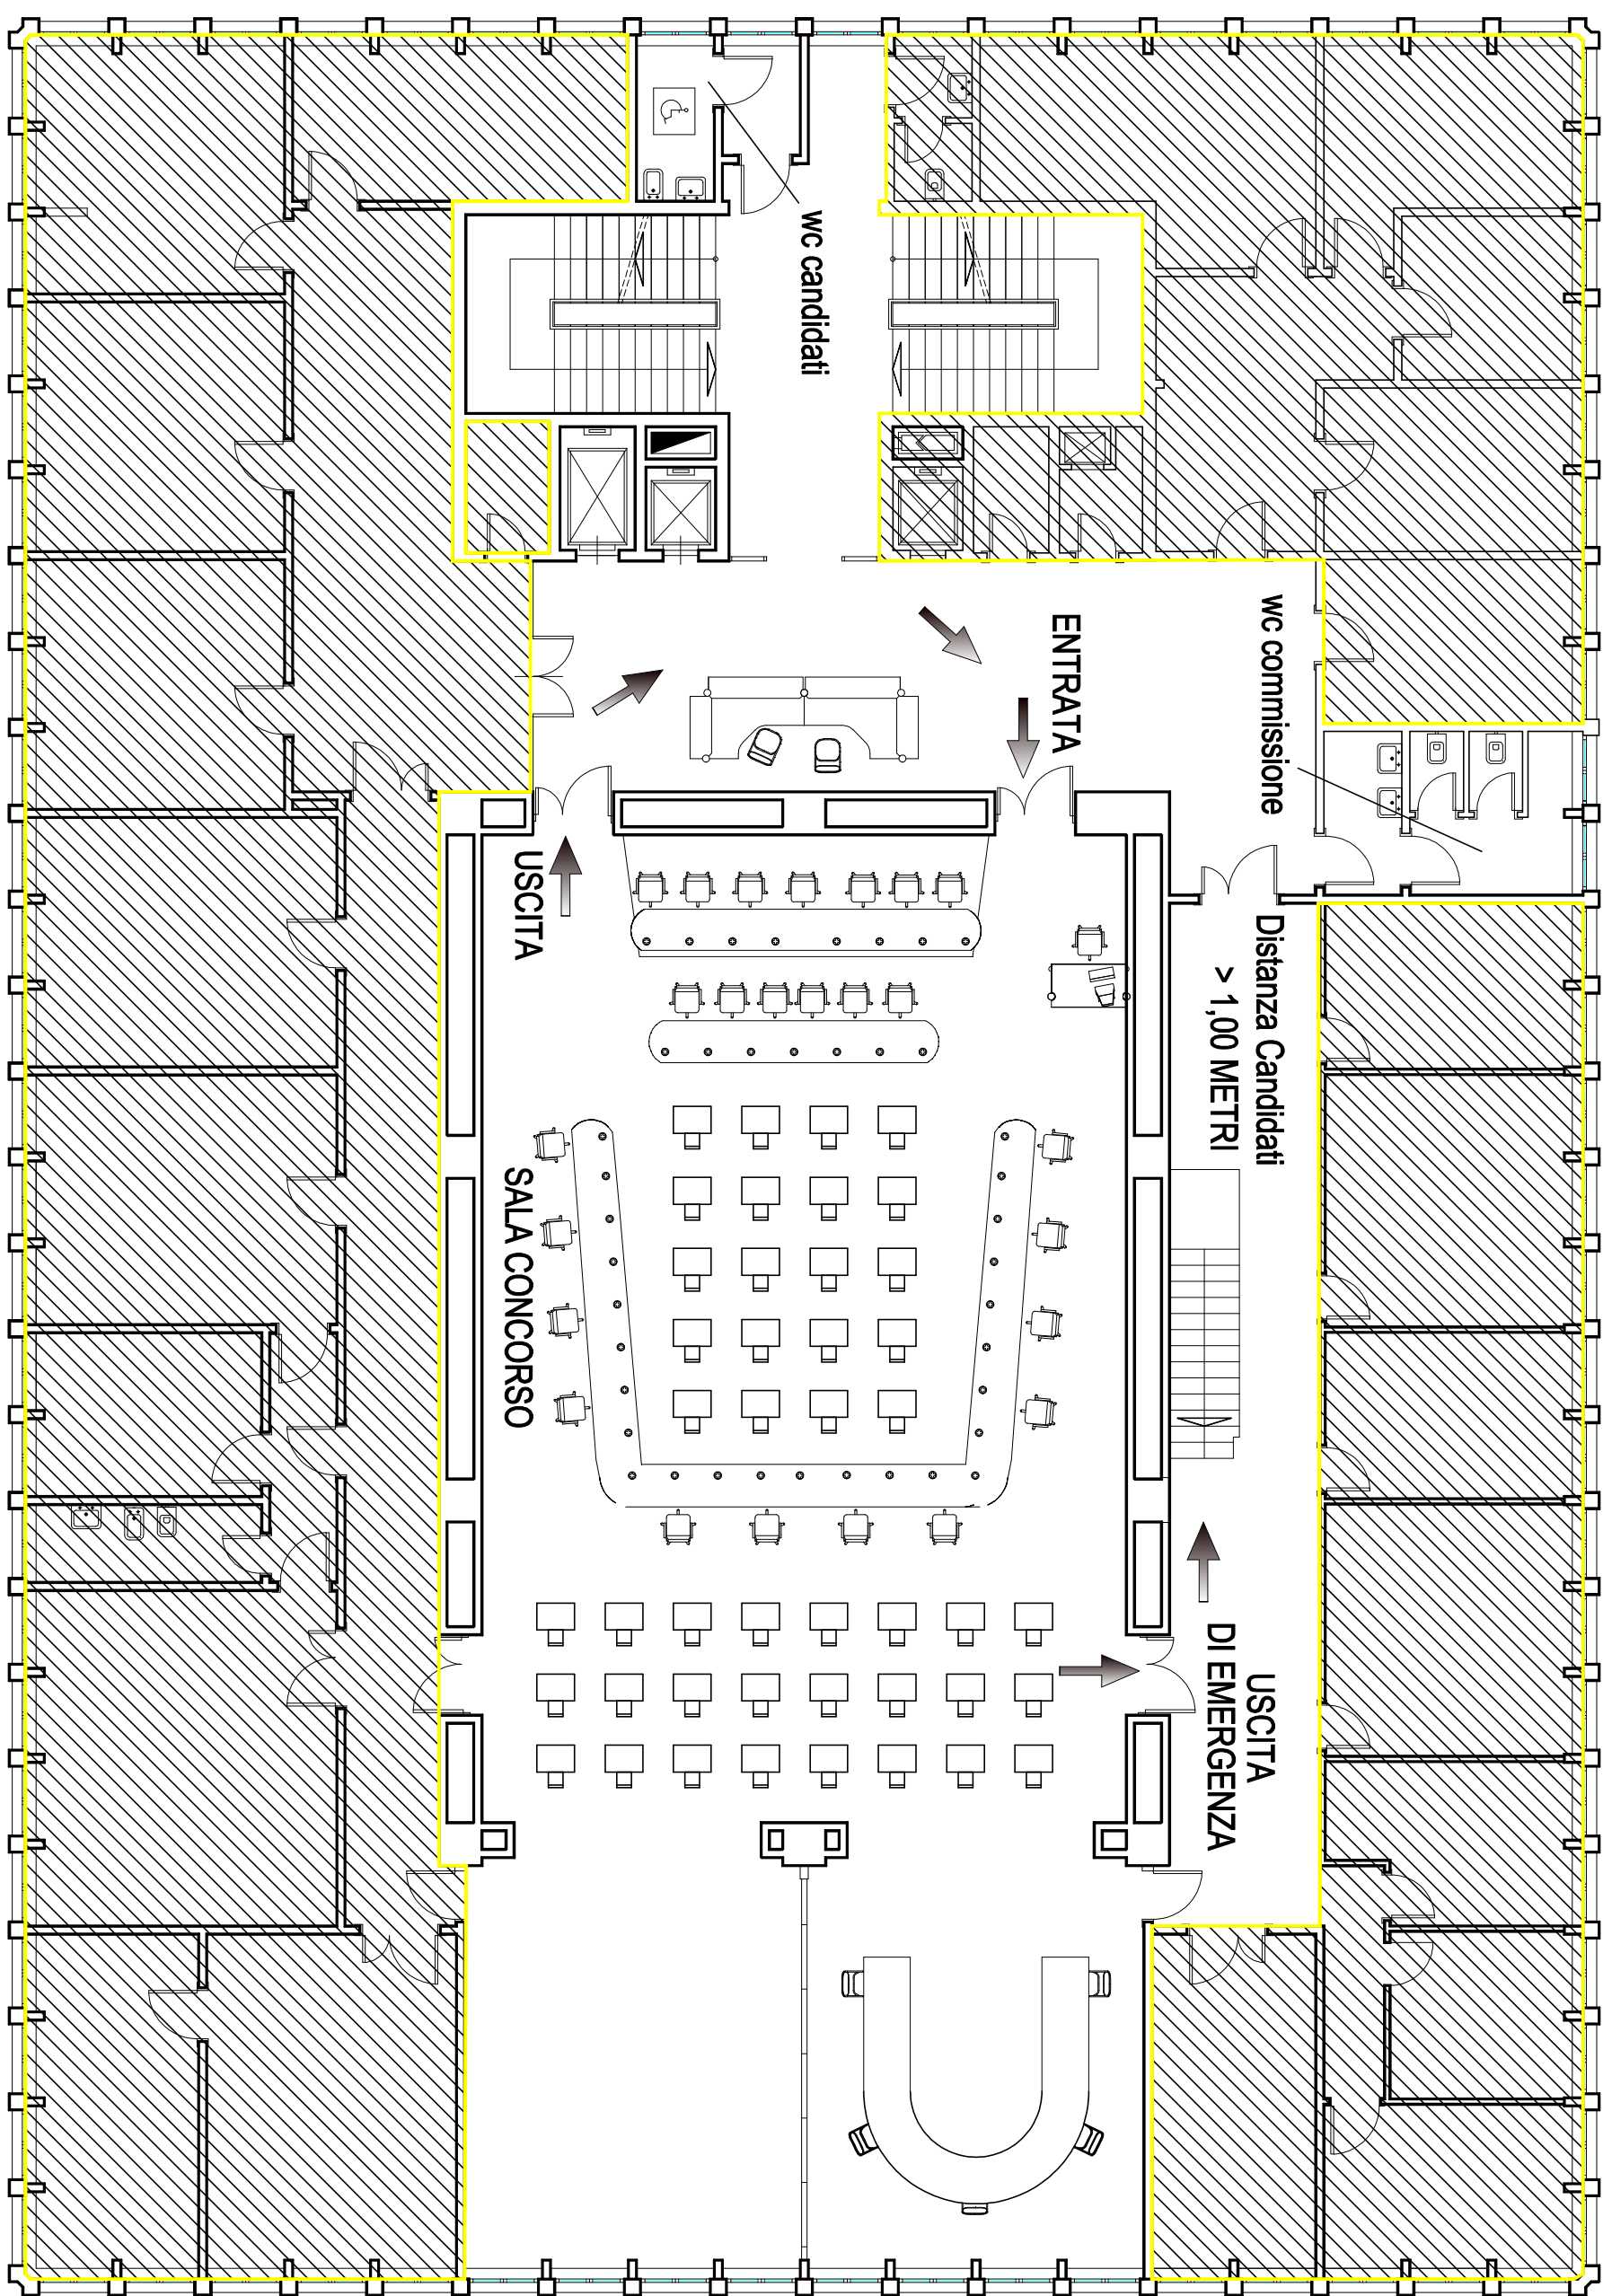 wc candidati
ENTRATA
wc commissione
USCITA
Distanza Candidati
> 1,00 METRI
SALA CONCORSO
USCITA
DI EMERGENZA